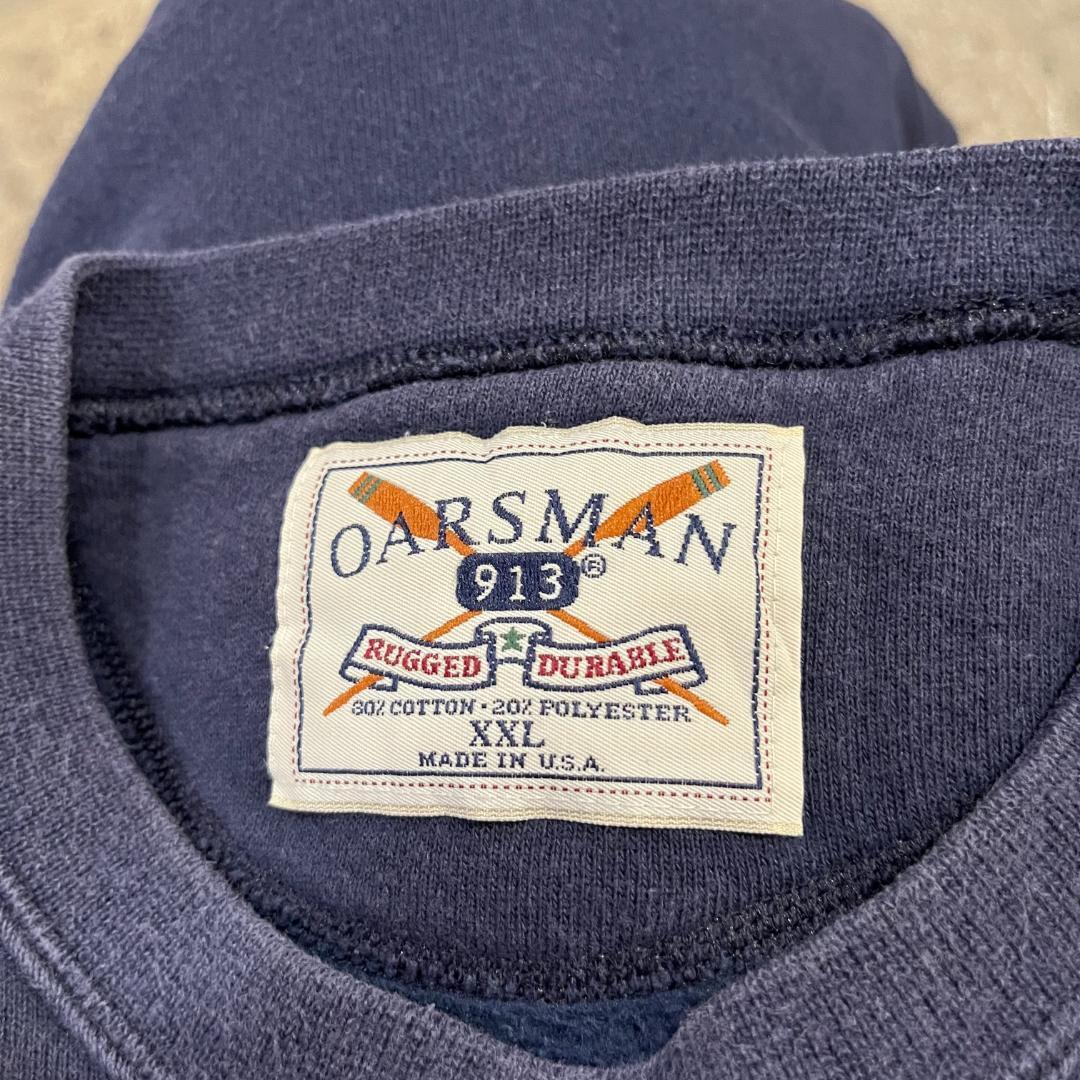 OARSMAN
913®
RUGGED ★ DURABLE
80% COTTON · 20% POLYESTER
XXL
MADE IN U.S.A.